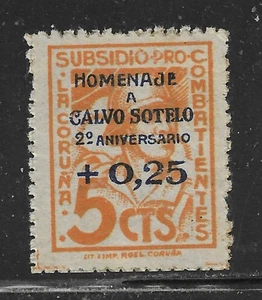 SUBSIDIO-PRO-COMBATIENTES
LA CORUÑA
HOMENAJE
A
CALVO SOTELO
2º ANIVERSARIO
+ 0,25
5 CTS.
LIT. E IMP. ROEL. CORUÑA